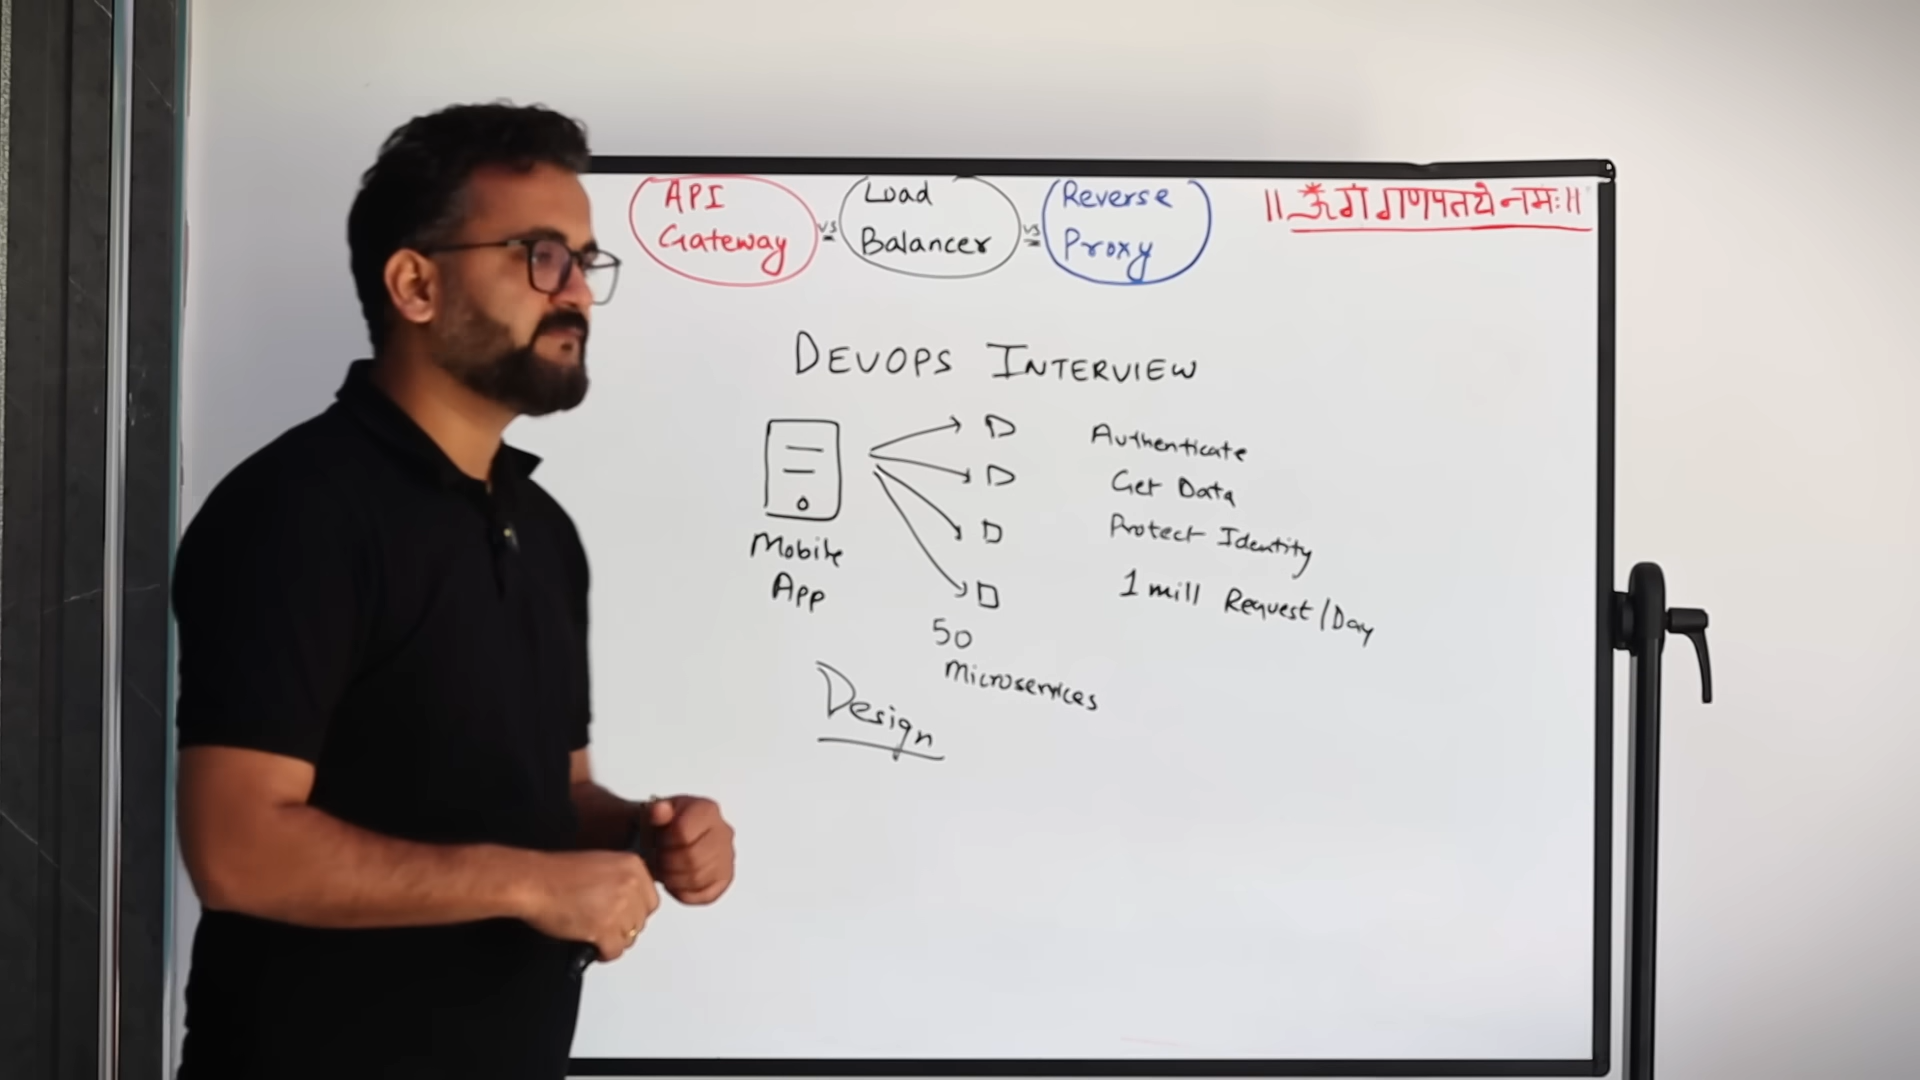 API
Gateway
vs
Load
Balancer
vs
Reverse
Proxy
॥ ॐ गं गणपतये नमः॥
DEVOPS INTERVIEW
Mobile
App
50
Microservices
Authenticate
Get Data
Protect Identity
1 mill Request/Day
Design